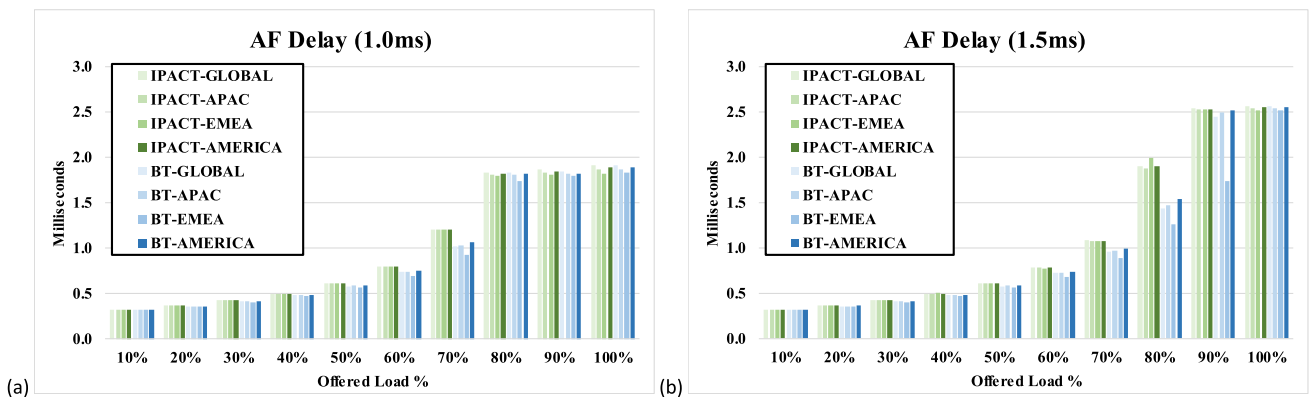 AF Delay (1.0ms)
3.0
2.5
2.0
1.5
1.0
0.5
0.0
Milliseconds
IPACT-GLOBAL
IPACT-APAC
IPACT-EMEA
IPACT-AMERICA
BT-GLOBAL
BT-APAC
BT-EMEA
BT-AMERICA
10% 20% 30% 40% 50% 60% 70% 80% 90% 100%
Offered Load %
(a)
AF Delay (1.5ms)
3.0
2.5
2.0
1.5
1.0
0.5
0.0
Milliseconds
IPACT-GLOBAL
IPACT-APAC
IPACT-EMEA
IPACT-AMERICA
BT-GLOBAL
BT-APAC
BT-EMEA
BT-AMERICA
10% 20% 30% 40% 50% 60% 70% 80% 90% 100%
Offered Load %
(b)